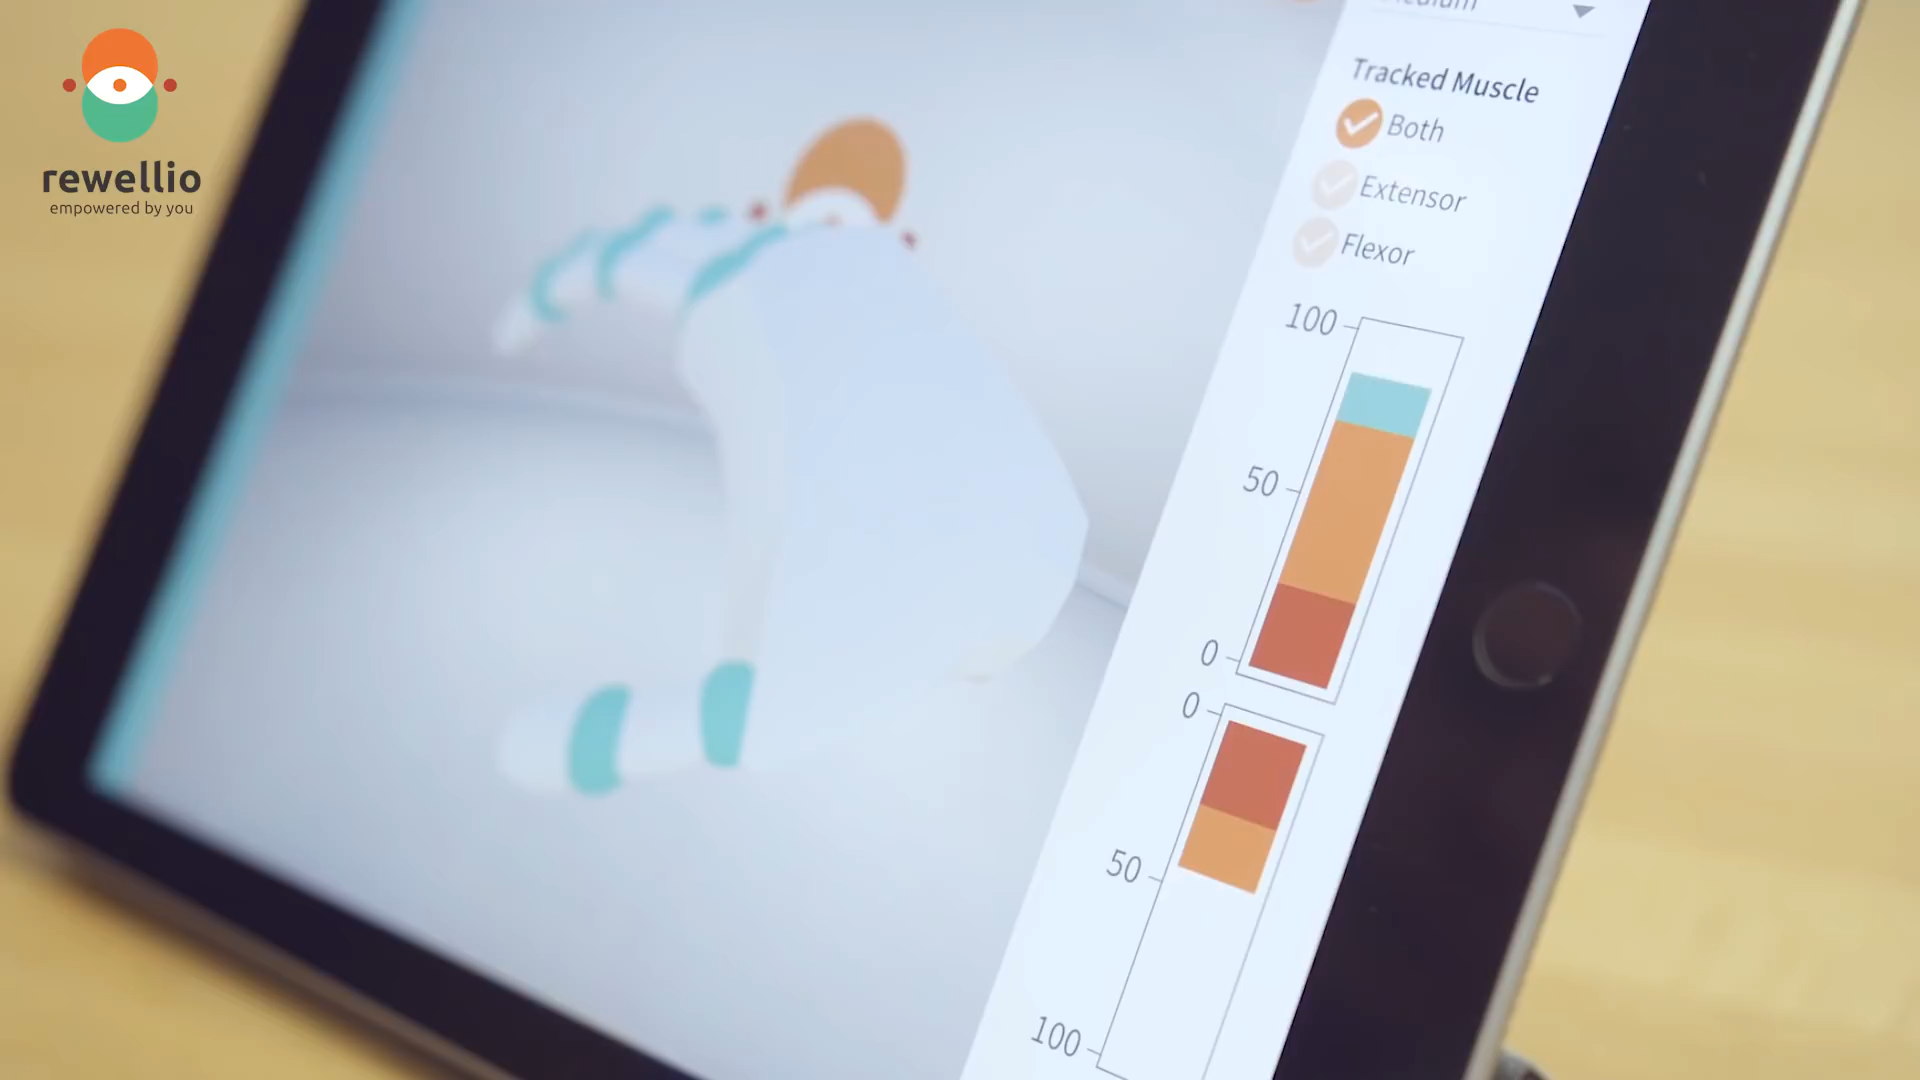 rewellio
empowered by you
Tracked Muscle
Both
Extensor
Flexor
100
50
0
0
50
100